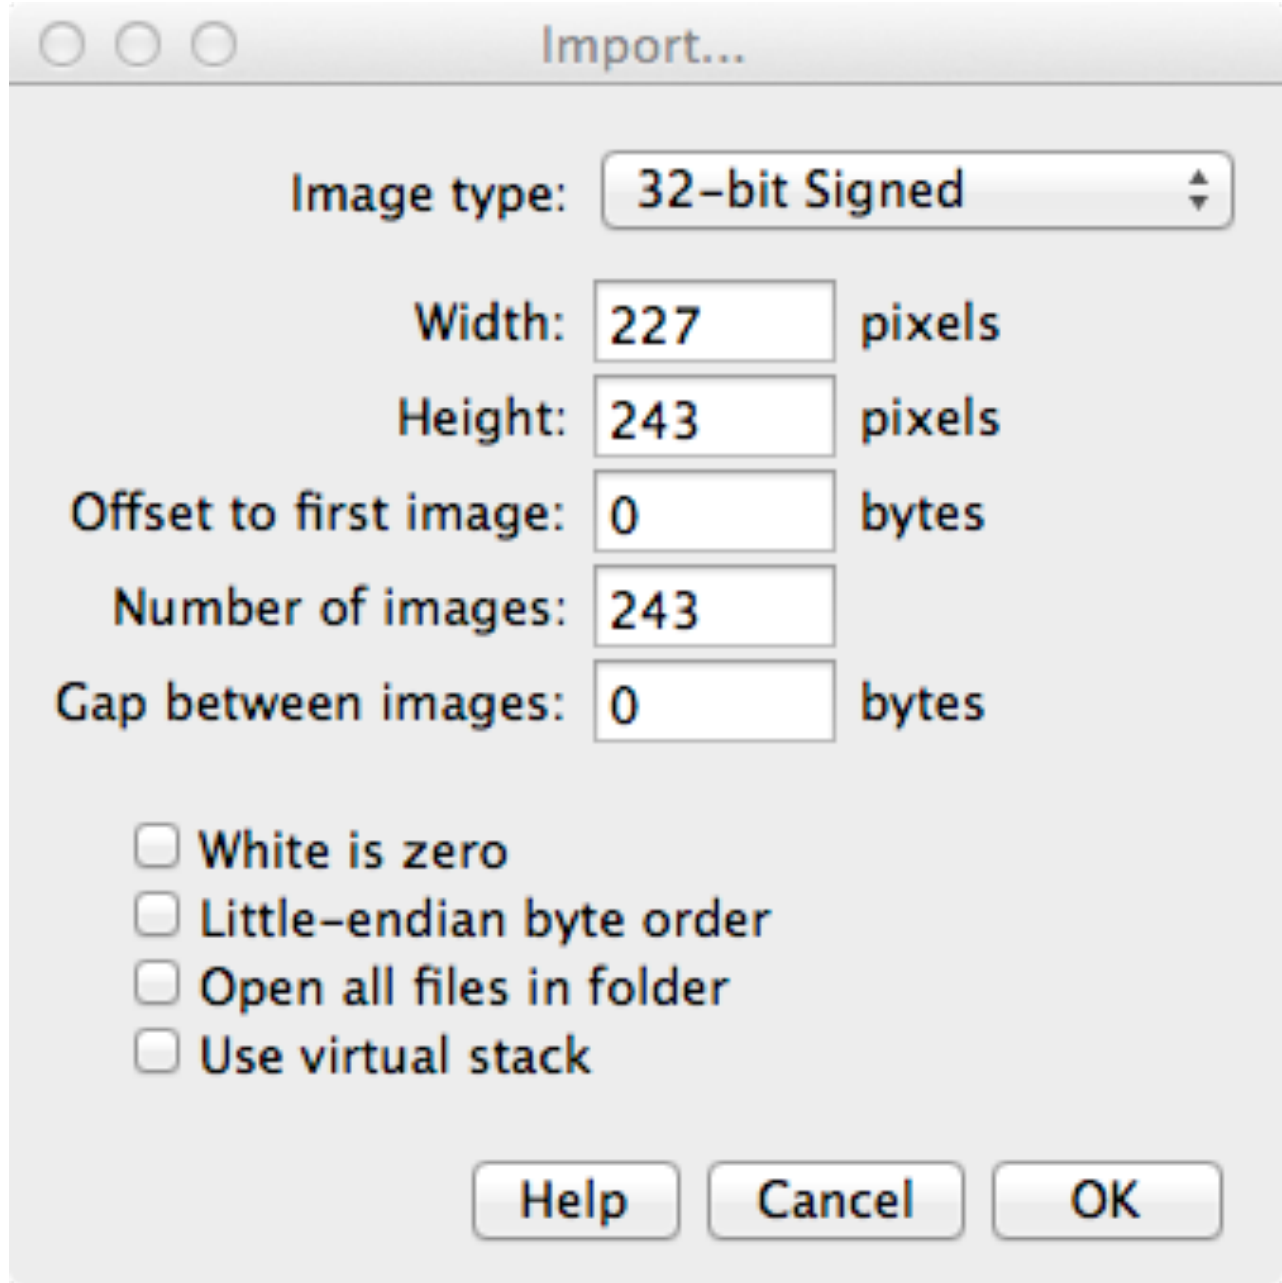 Import...
Image type: 32-bit Signed
Width: 227 pixels
Height: 243 pixels
Offset to first image: 0 bytes
Number of images: 243
Gap between images: 0 bytes
White is zero
Little-endian byte order
Open all files in folder
Use virtual stack
Help Cancel OK